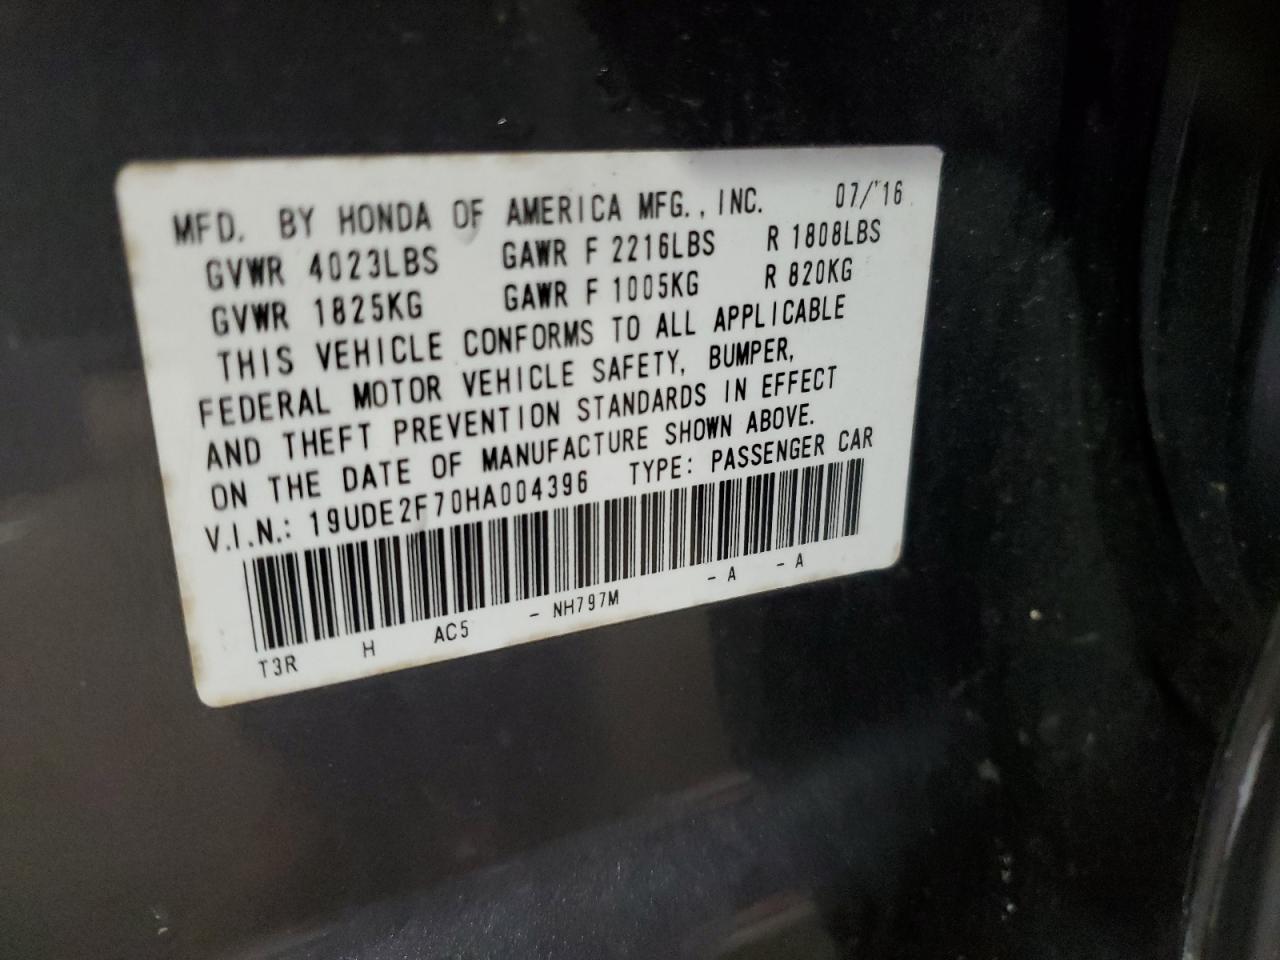 MFD. BY HONDA OF AMERICA MFG., INC. 07/'16
GVWR 4023LBS GAWR F 2216LBS R 1808LBS
GVWR 1825KG GAWR F 1005KG R 820KG
THIS VEHICLE CONFORMS TO ALL APPLICABLE
FEDERAL MOTOR VEHICLE SAFETY, BUMPER,
AND THEFT PREVENTION STANDARDS IN EFFECT
ON THE DATE OF MANUFACTURE SHOWN ABOVE.
V.I.N.: 19UDE2F70HA004396 TYPE: PASSENGER CAR
T3R H AC5 - NH797M - A - A